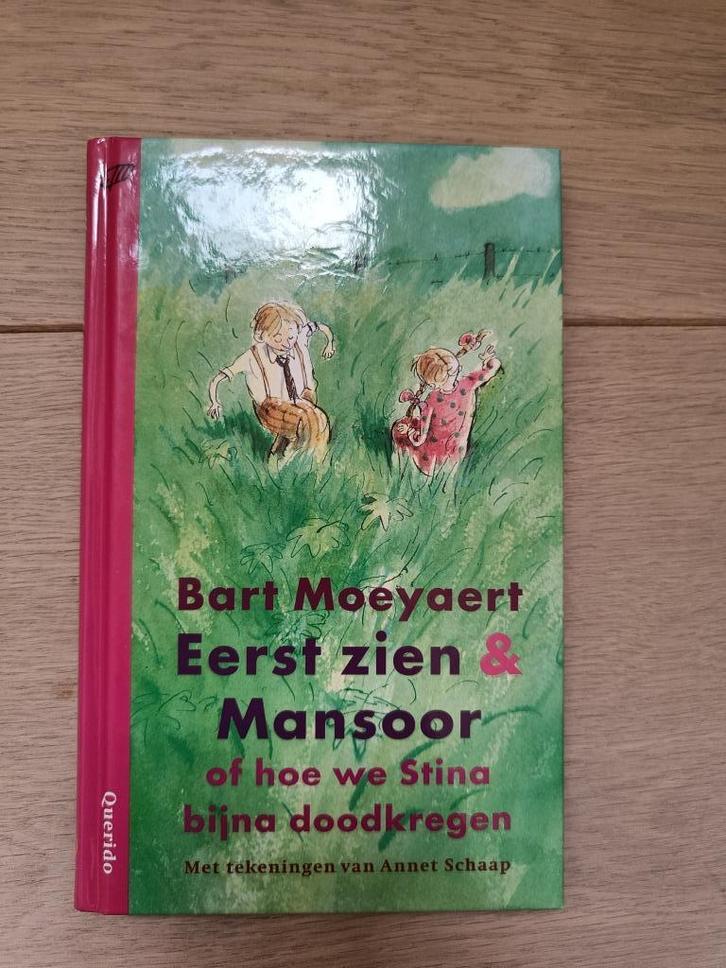 Bart Moeyaert
Eerst zien &
Mansoor
of hoe we Stina
bijna doodkregen
Met tekeningen van Annet Schaap
Querido